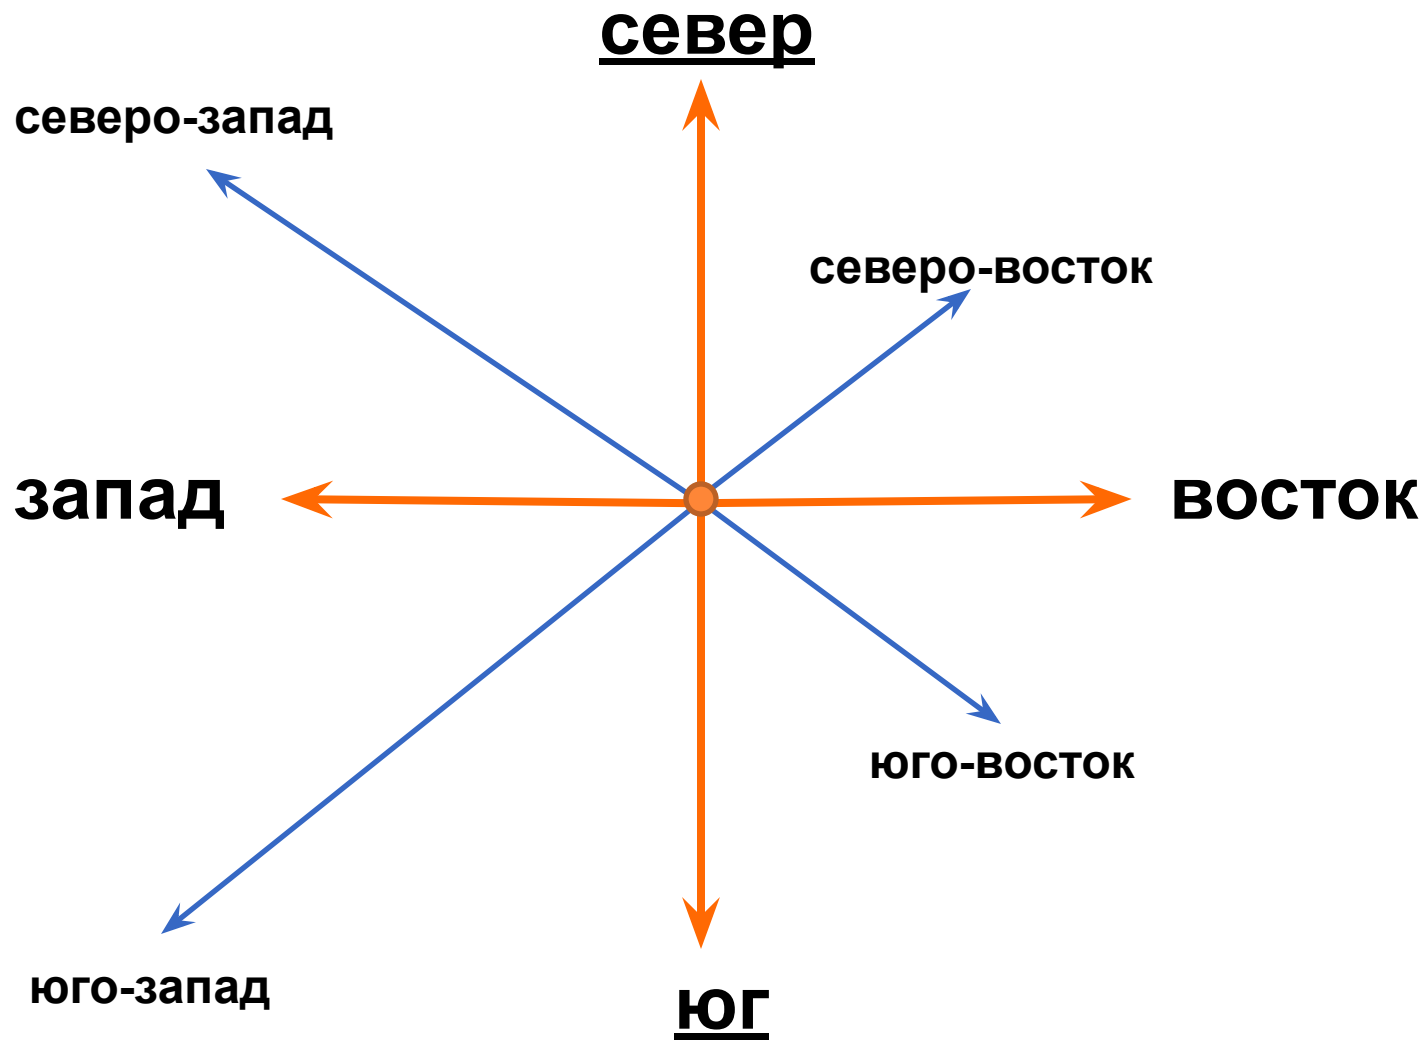 север
северо-запад
северо-восток
запад
восток
юго-восток
юго-запад
юг